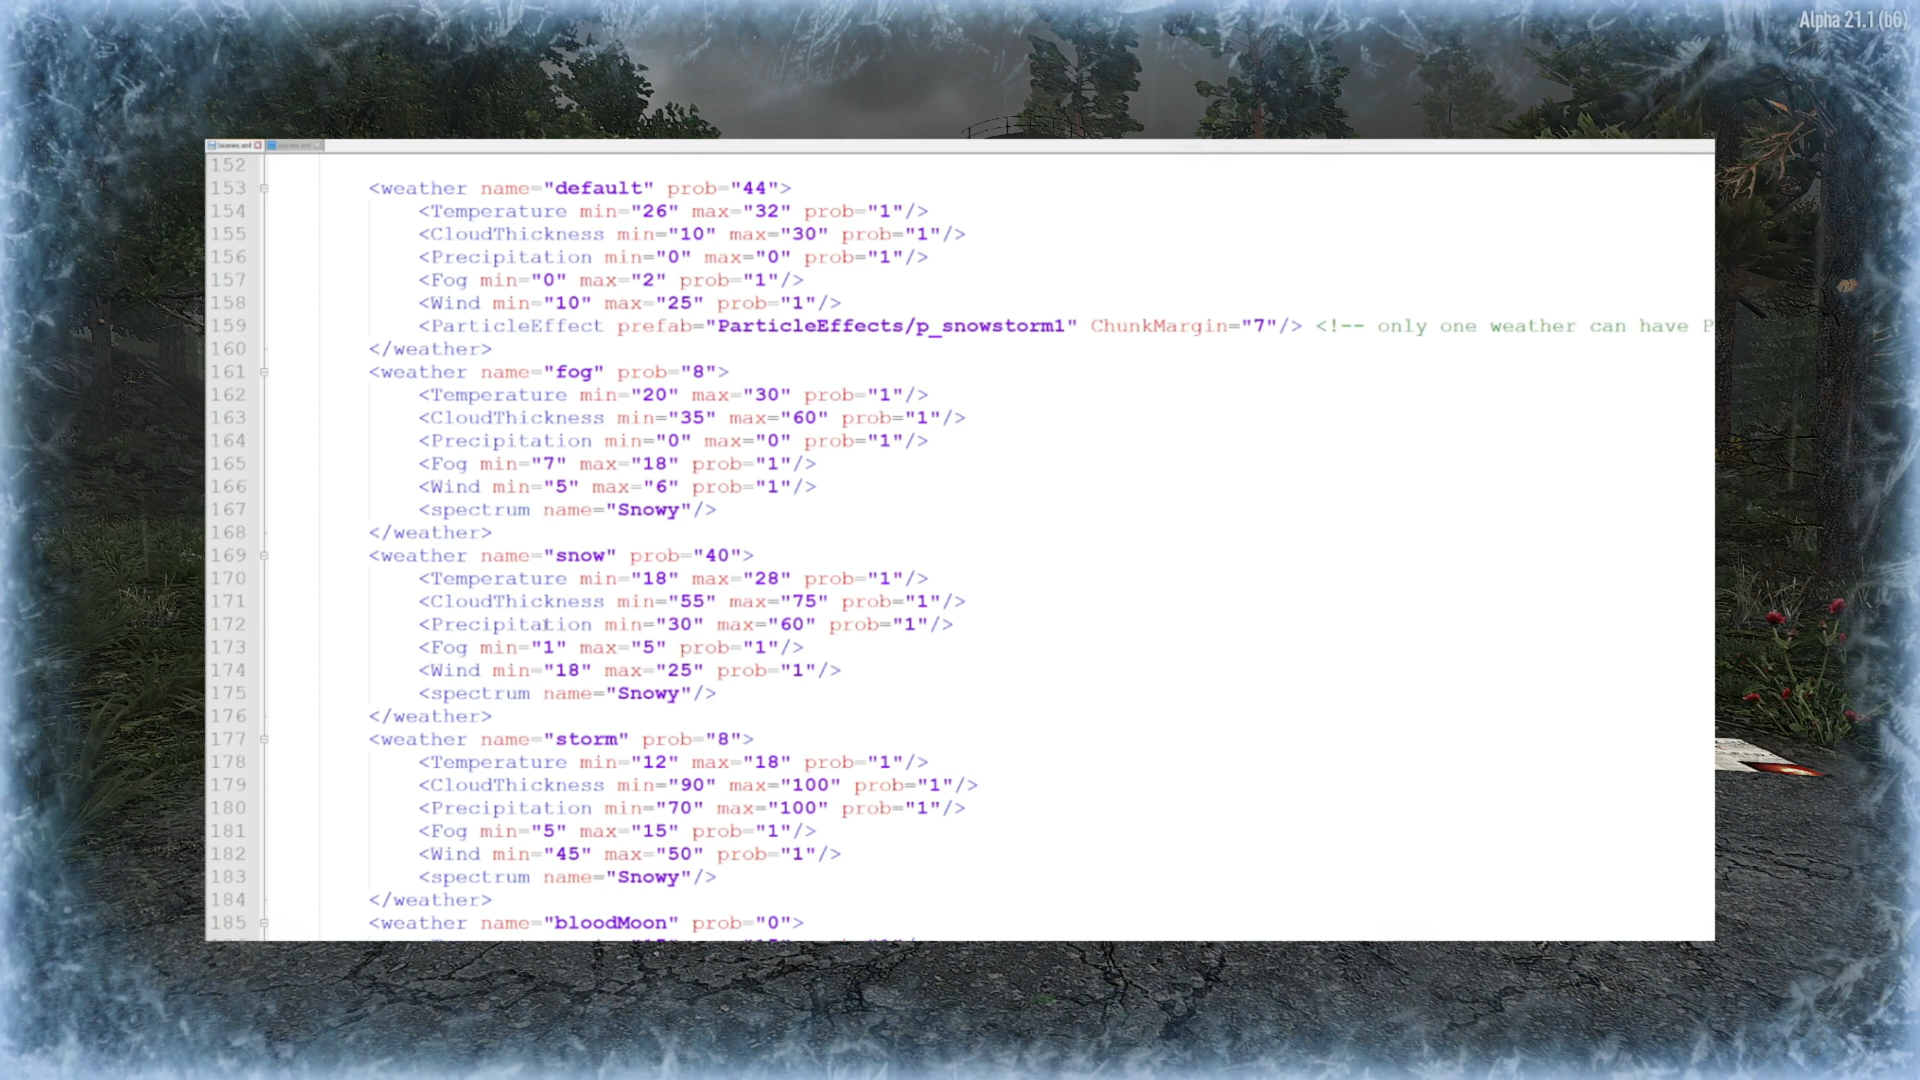 Alpha 21.1 (b6)
152
153 <weather name="default" prob="44">
154 <Temperature min="26" max="32" prob="1"/>
155 <CloudThickness min="10" max="30" prob="1"/>
156 <Precipitation min="0" max="0" prob="1"/>
157 <Fog min="0" max="2" prob="1"/>
158 <Wind min="10" max="25" prob="1"/>
159 <ParticleEffect prefab="ParticleEffects/p_snowstorm1" ChunkMargin="7"/> <!-- only one weather can have P
160 </weather>
161 <weather name="fog" prob="8">
162 <Temperature min="20" max="30" prob="1"/>
163 <CloudThickness min="35" max="60" prob="1"/>
164 <Precipitation min="0" max="0" prob="1"/>
165 <Fog min="7" max="18" prob="1"/>
166 <Wind min="5" max="6" prob="1"/>
167 <spectrum name="Snowy"/>
168 </weather>
169 <weather name="snow" prob="40">
170 <Temperature min="18" max="28" prob="1"/>
171 <CloudThickness min="55" max="75" prob="1"/>
172 <Precipitation min="30" max="60" prob="1"/>
173 <Fog min="1" max="5" prob="1"/>
174 <Wind min="18" max="25" prob="1"/>
175 <spectrum name="Snowy"/>
176 </weather>
177 <weather name="storm" prob="8">
178 <Temperature min="12" max="18" prob="1"/>
179 <CloudThickness min="90" max="100" prob="1"/>
180 <Precipitation min="70" max="100" prob="1"/>
181 <Fog min="5" max="15" prob="1"/>
182 <Wind min="45" max="50" prob="1"/>
183 <spectrum name="Snowy"/>
184 </weather>
185 <weather name="bloodMoon" prob="0">